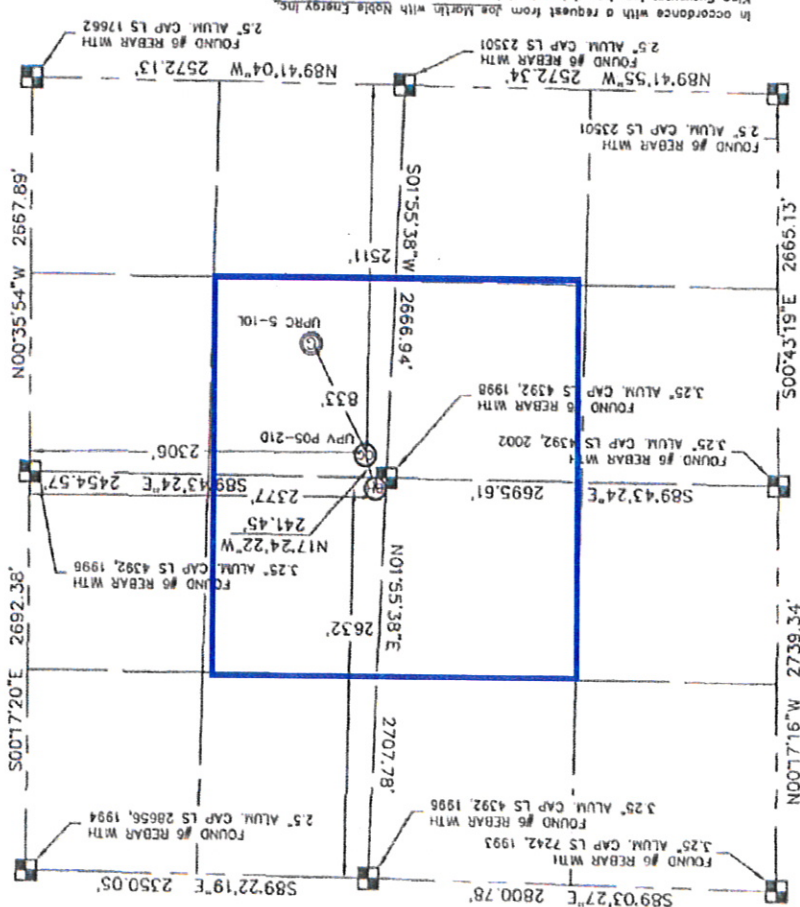 S89°03'27"E 2800.78'
S89°22'19"E 2350.05'
FOUND #6 REBAR WITH
3.25" ALUM. CAP LS 7242, 1993
FOUND #6 REBAR WITH
3.25" ALUM. CAP LS 4392, 1996
FOUND #6 REBAR WITH
2.5" ALUM. CAP LS 28656, 1994
N00°17'16"W 2739.34'
2707.78'
N01°55'38"E
2632'
S00°17'20"E 2692.38'
FOUND #6 REBAR WITH
3.25" ALUM. CAP LS 4392, 1996
N17°24'22"W
241.45'
2377'
S89°43'24"E
2695.61'
S89°43'24"E 2454.57'
2306'
FOUND #6 REBAR WITH
3.25" ALUM. CAP LS 4392, 2002
FOUND #6 REBAR WITH
3.25" ALUM. CAP LS 4392, 1998
UPV P05-21D
833'
UPRC 5-10L
S00°43'19"E 2665.13'
S01°55'38"W 2666.94'
2511'
N00°35'54"W 2667.89'
FOUND #6 REBAR WITH
2.5" ALUM. CAP LS 23501
N89°41'55"W 2572.34'
N89°41'04"W 2572.13'
FOUND #6 REBAR WITH
2.5" ALUM. CAP LS 23501
FOUND #6 REBAR WITH
2.5" ALUM. CAP LS 17662
In accordance with a request from Joe Martin with Noble Energy Inc.